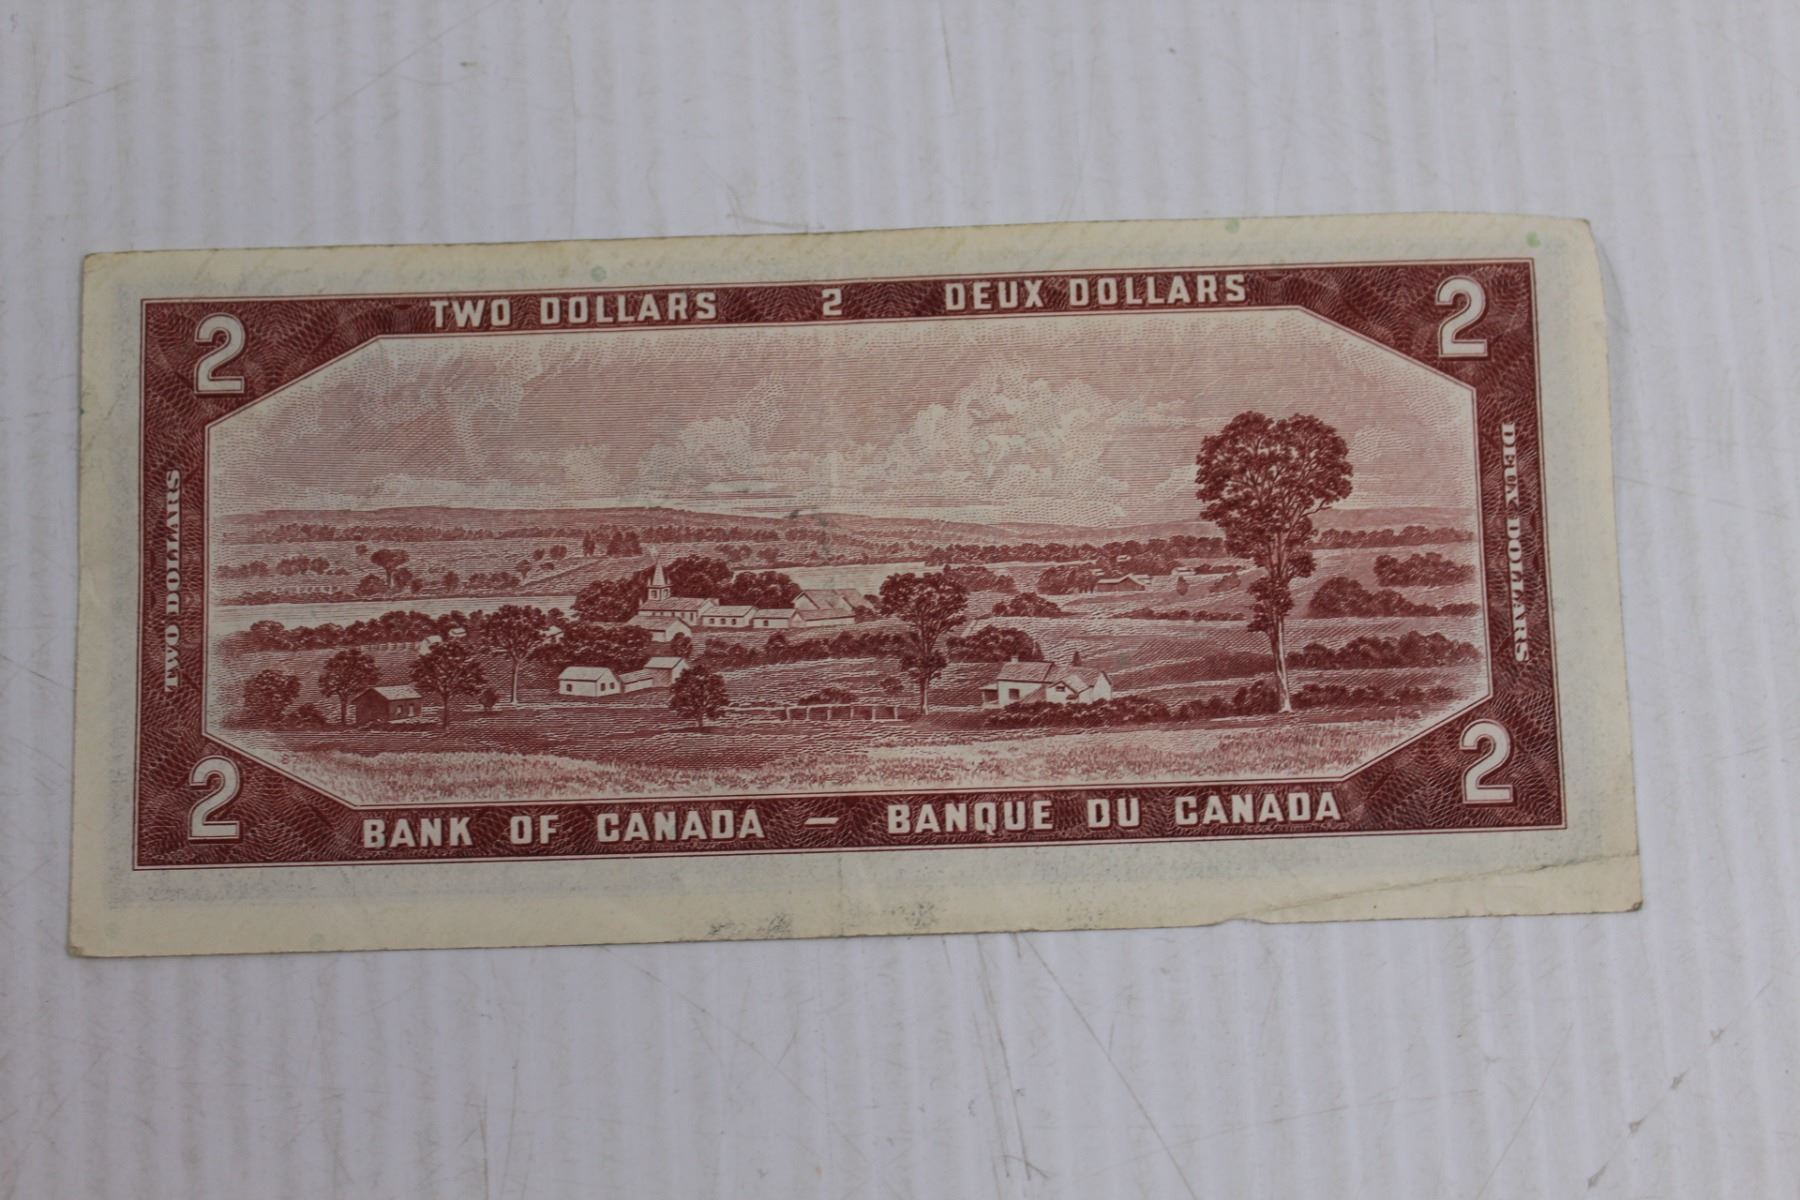 TWO DOLLARS 2 DEUX DOLLARS
2
2
TWO DOLLARS
DEUX DOLLARS
87
2
2
BANK OF CANADA — BANQUE DU CANADA